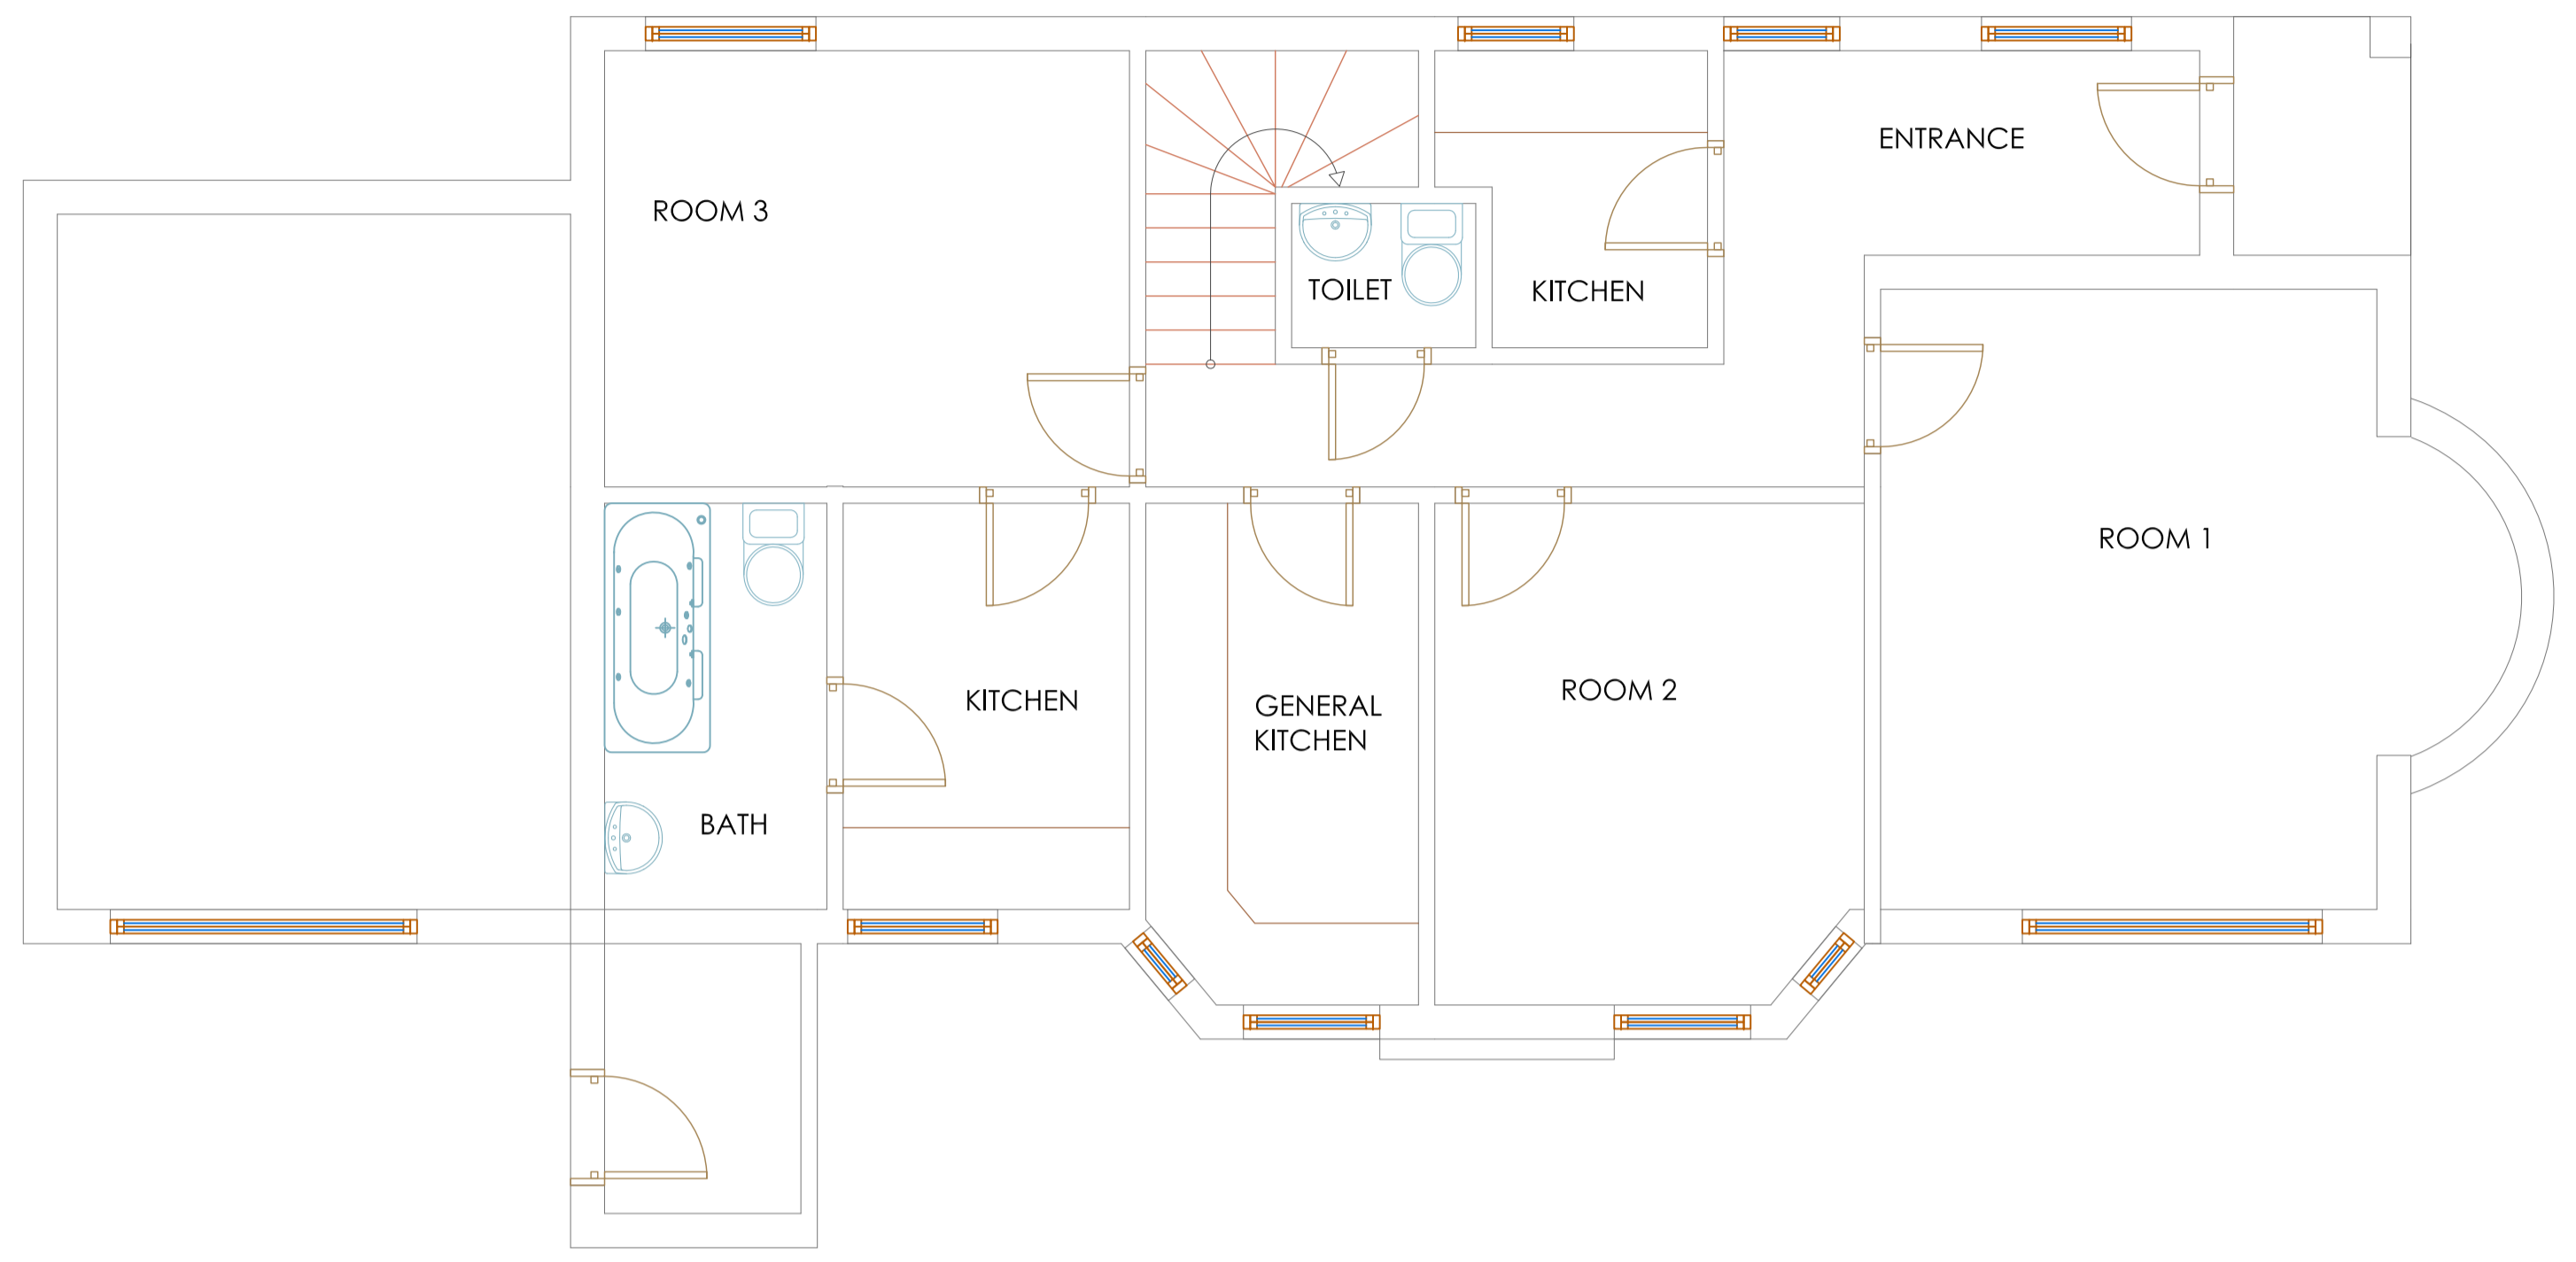 ENTRANCE
ROOM 3
TOILET
KITCHEN
ROOM 1
ROOM 2
KITCHEN
GENERAL
KITCHEN
BATH